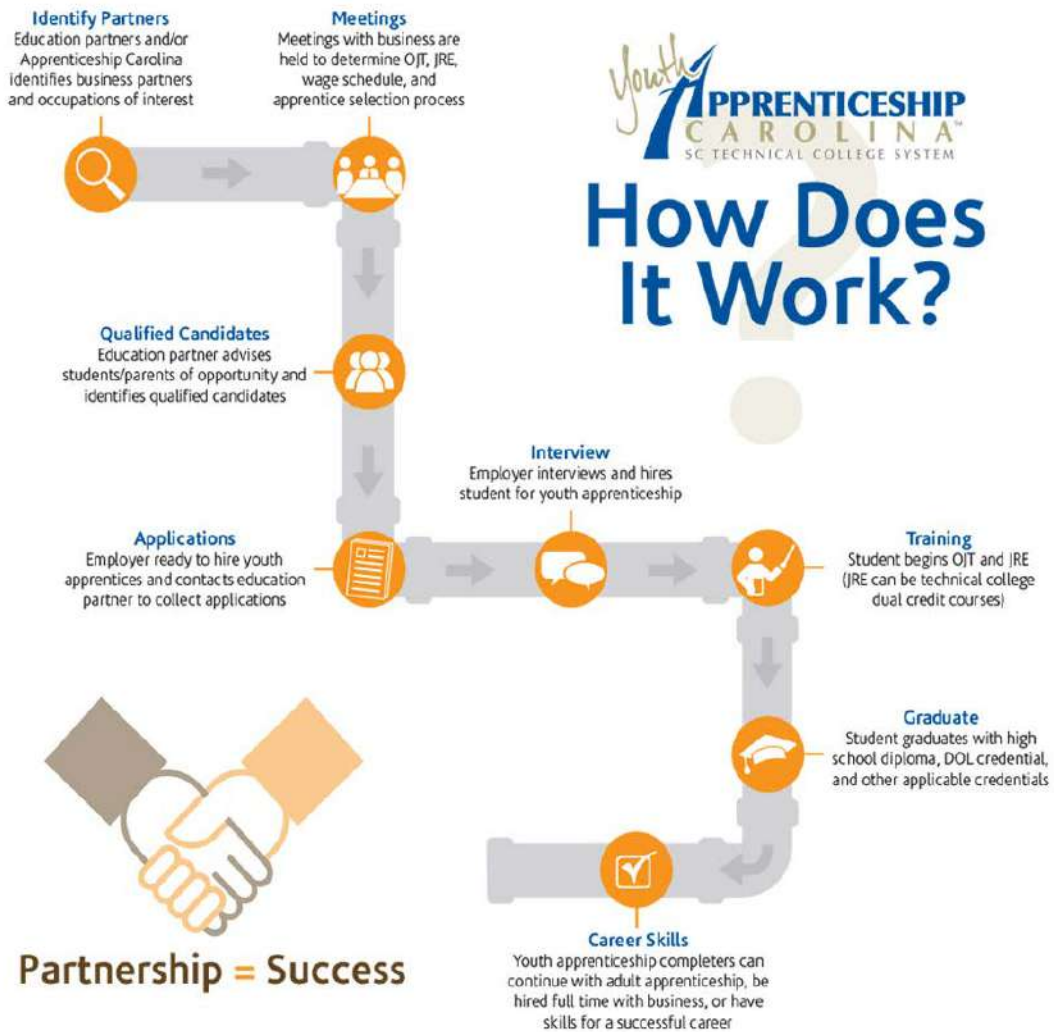 Identify Partners
Education partners and/or
Apprenticeship Carolina
identifies business partners
and occupations of interest
Meetings
Meetings with business are
held to determine OJT, JRE,
wage schedule, and
apprentice selection process
Youth
APPRENTICESHIP
CAROLINA™
SC TECHNICAL COLLEGE SYSTEM
How Does
It Work?
Qualified Candidates
Education partner advises
students/parents of opportunity and
identifies qualified candidates
Applications
Employer ready to hire youth
apprentices and contacts education
partner to collect applications
Interview
Employer interviews and hires
student for youth apprenticeship
Training
Student begins OJT and JRE
(JRE can be technical college
dual credit courses)
Graduate
Student graduates with high
school diploma, DOL credential,
and other applicable credentials
Career Skills
Youth apprenticeship completers can
continue with adult apprenticeship, be
hired full time with business, or have
skills for a successful career
Partnership = Success